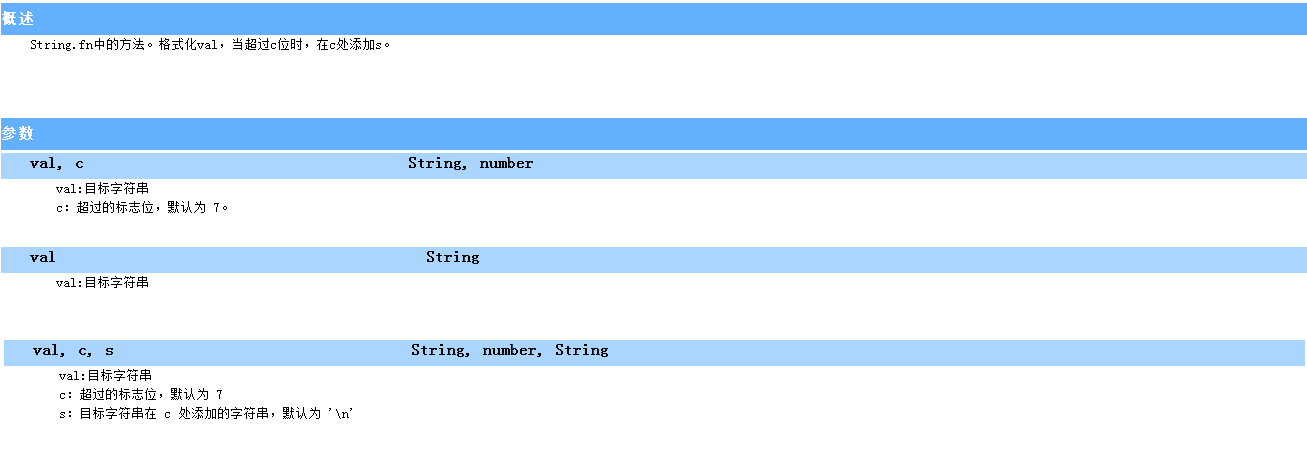 概述
String.fn中的方法。格式化val，当超过c位时，在c处添加s。
参数
val, c String, number
val:目标字符串
c: 超过的标志位，默认为 7。
val String
val:目标字符串
val, c, s String, number, String
val:目标字符串
c: 超过的标志位，默认为 7
s: 目标字符串在 c 处添加的字符串，默认为 '\n'